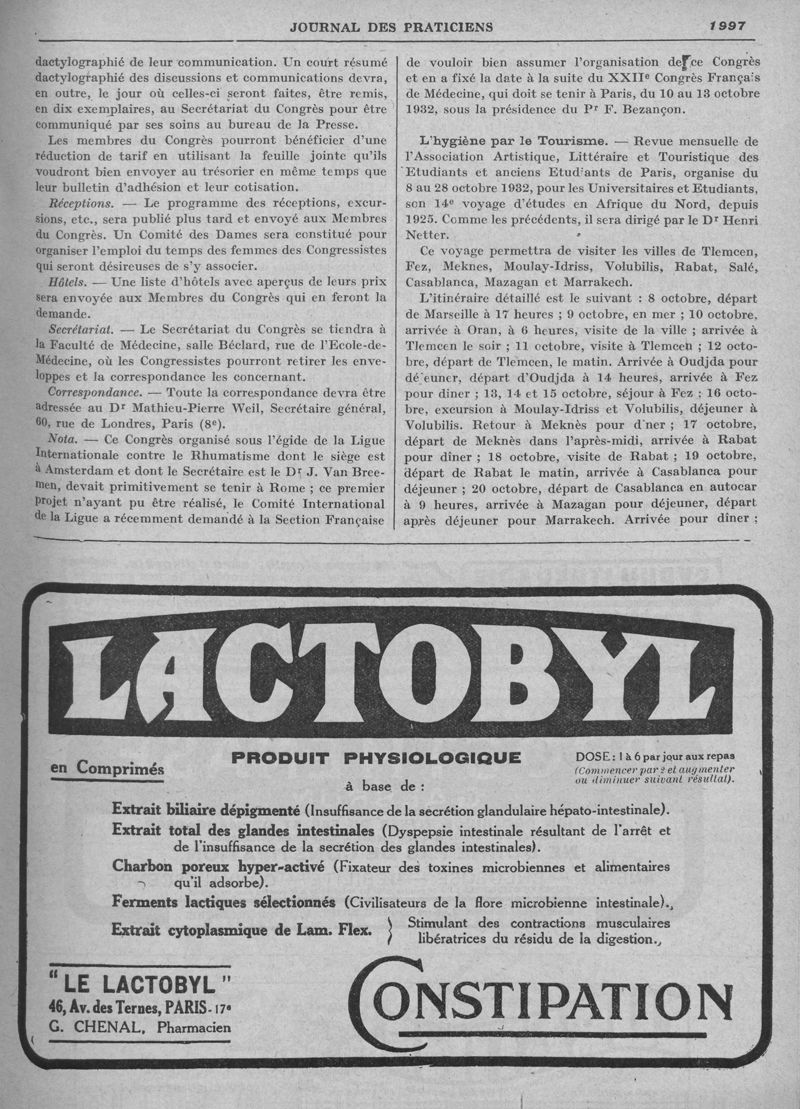 JOURNAL DES PRATICIENS
1997
dactylographié de leur communication. Un court résumé
dactylographié des discussions et communications devra,
en outre, le jour où celles-ci seront faites, être remis,
en dix exemplaires, au Secrétariat du Congrès pour être
communiqué par ses soins au bureau de la Presse.
Les membres du Congrès pourront bénéficier d'une
réduction de tarif en utilisant la feuille jointe qu'ils
voudront bien envoyer au trésorier en même temps que
leur bulletin d'adhésion et leur cotisation.
Réceptions. — Le programme des réceptions, excur-
sions, etc., sera publié plus tard et envoyé aux Membres
du Congrès. Un Comité des Dames sera constitué pour
organiser l'emploi du temps des femmes des Congressistes
qui seront désireuses de s'y associer.
Hôtels. — Une liste d'hôtels avec aperçus de leurs prix
sera envoyée aux Membres du Congrès qui en feront la
demande.
Secrétariat. — Le Secrétariat du Congrès se tiendra à
la Faculté de Médecine, salle Béclard, rue de l'Ecole-de-
Médecine, où les Congressistes pourront retirer les enve-
loppes et la correspondance les concernant.
Correspondance. — Toute la correspondance devra être
adressée au Dr Mathieu-Pierre Weil, Secrétaire général,
60, rue de Londres, Paris (8e).
Nota. — Ce Congrès organisé sous l'égide de la Ligue
Internationale contre le Rhumatisme dont le siège est
à Amsterdam et dont le Secrétaire est le Dr J. Van Bree-
men, devait primitivement se tenir à Rome ; ce premier
projet n'ayant pu être réalisé, le Comité International
de la Ligue a récemment demandé à la Section Française
de vouloir bien assumer l'organisation de ce Congrès
et en a fixé la date à la suite du XXIIe Congrès Français
de Médecine, qui doit se tenir à Paris, du 10 au 13 octobre
1932, sous la présidence du Pr F. Bezançon.
L'hygiène par le Tourisme. — Revue mensuelle de
l'Association Artistique, Littéraire et Touristique des
Etudiants et anciens Etudiants de Paris, organise du
8 au 28 octobre 1932, pour les Universitaires et Etudiants,
son 14e voyage d'études en Afrique du Nord, depuis
1925. Comme les précédents, il sera dirigé par le Dr Henri
Netter.
Ce voyage permettra de visiter les villes de Tlemcen,
Fez, Meknes, Moulay-Idriss, Volubilis, Rabat, Salé,
Casablanca, Mazagan et Marrakech.
L'itinéraire détaillé est le suivant : 8 octobre, départ
de Marseille à 17 heures ; 9 octobre, en mer ; 10 octobre,
arrivée à Oran, à 6 heures, visite de la ville ; arrivée à
Tlemcen le soir ; 11 octobre, visite à Tlemcen ; 12 octo-
bre, départ de Tlemcen, le matin. Arrivée à Oudjda pour
déjeuner, départ d'Oudjda à 14 heures, arrivée à Fez
pour diner ; 13, 14 et 15 octobre, séjour à Fez ; 16 octo-
bre, excursion à Moulay-Idriss et Volubilis, déjeuner à
Volubilis. Retour à Meknès pour dîner ; 17 octobre,
départ de Meknès dans l'après-midi, arrivée à Rabat
pour dîner ; 18 octobre, visite de Rabat ; 19 octobre,
départ de Rabat le matin, arrivée à Casablanca pour
déjeuner ; 20 octobre, départ de Casablanca en autocar
à 9 heures, arrivée à Mazagan pour déjeuner, départ
après déjeuner pour Marrakech. Arrivée pour dîner ;
LACTOBYL
en Comprimés
PRODUIT PHYSIOLOGIQUE
à base de :
DOSE : 1 à 6 par jour aux repas
(Commencer par 2 et augmenter
ou diminuer suivant résultat).
Extrait biliaire dépigmenté (Insuffisance de la secrétion glandulaire hépato-intestinale).
Extrait total des glandes intestinales (Dyspepsie intestinale résultant de l'arrêt et
de l'insuffisance de la secrétion des glandes intestinales).
Charbon poreux hyper-activé (Fixateur des toxines microbiennes et alimentaires
qu'il adsorbe).
Ferments lactiques sélectionnés (Civilisateurs de la flore microbienne intestinale).
Extrait cytoplasmique de Lam. Flex. } Stimulant des contractions musculaires
libératrices du résidu de la digestion.
"LE LACTOBYL"
46, Av. des Ternes, PARIS-17e
G. CHENAL, Pharmacien
CONSTIPATION